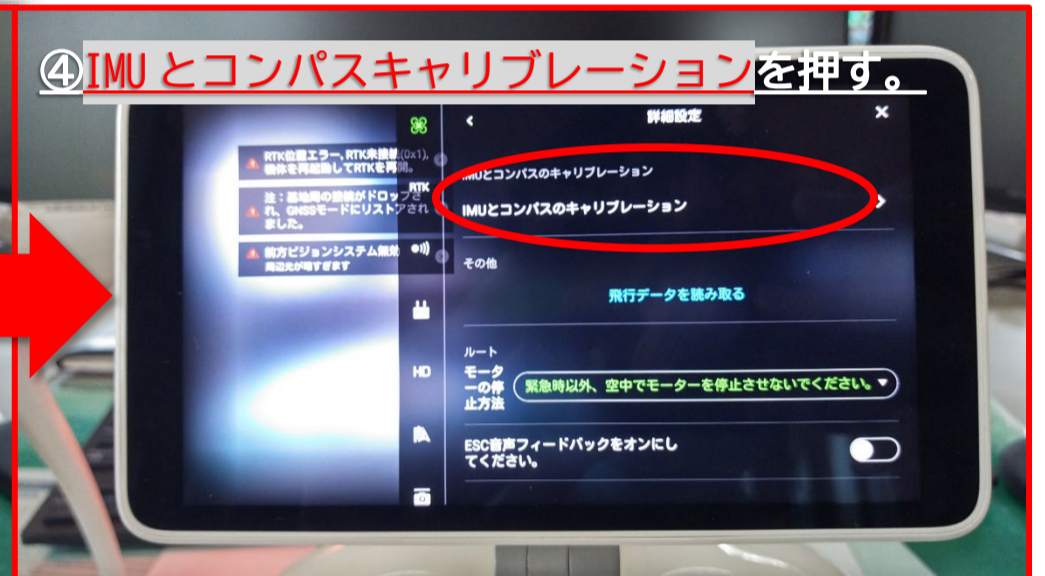 ④IMUとコンパスキャリブレーションを押す。
詳細設定
RTK位置エラー, RTK未接続(0x1),
機体を再起動してRTKを再開。
注：基地局の接続がドロップさ
れ、GNSSモードにリストアされ
ました。
前方ビジョンシステム無効
周辺光が暗すぎます
RTK
HD
IMUとコンパスのキャリブレーション
IMUとコンパスのキャリブレーション
その他
飛行データを読み取る
ルート
モータ
ーの停
止方法
緊急時以外、空中でモーターを停止させないでください。
ESC音声フィードバックをオンにし
てください。